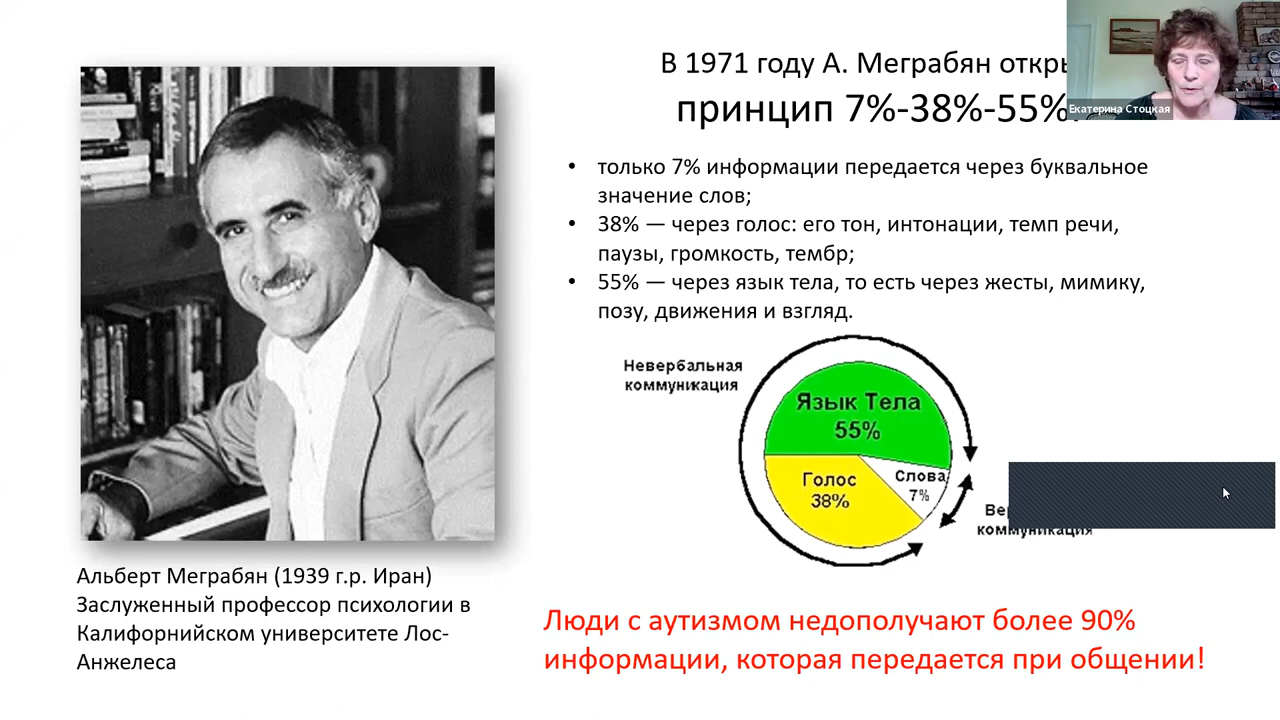 В 1971 году А. Меграбян
принцип 7%-38%-55%.
Екатерина Стоцкая
• только 7% информации передается через буквальное
значение слов;
• 38% — через голос: его тон, интонации, темп речи,
паузы, громкость, тембр;
• 55% — через язык тела, то есть через жесты, мимику,
позу, движения и взгляд.
Невербальная
коммуникация
Язык Тела
55%
Голос
38%
Слова
7%
коммуникация
Альберт Меграбян (1939 г.р. Иран)
Заслуженный профессор психологии в
Калифорнийском университете Лос-
Анжелеса
Люди с аутизмом недополучают более 90%
информации, которая передается при общении!